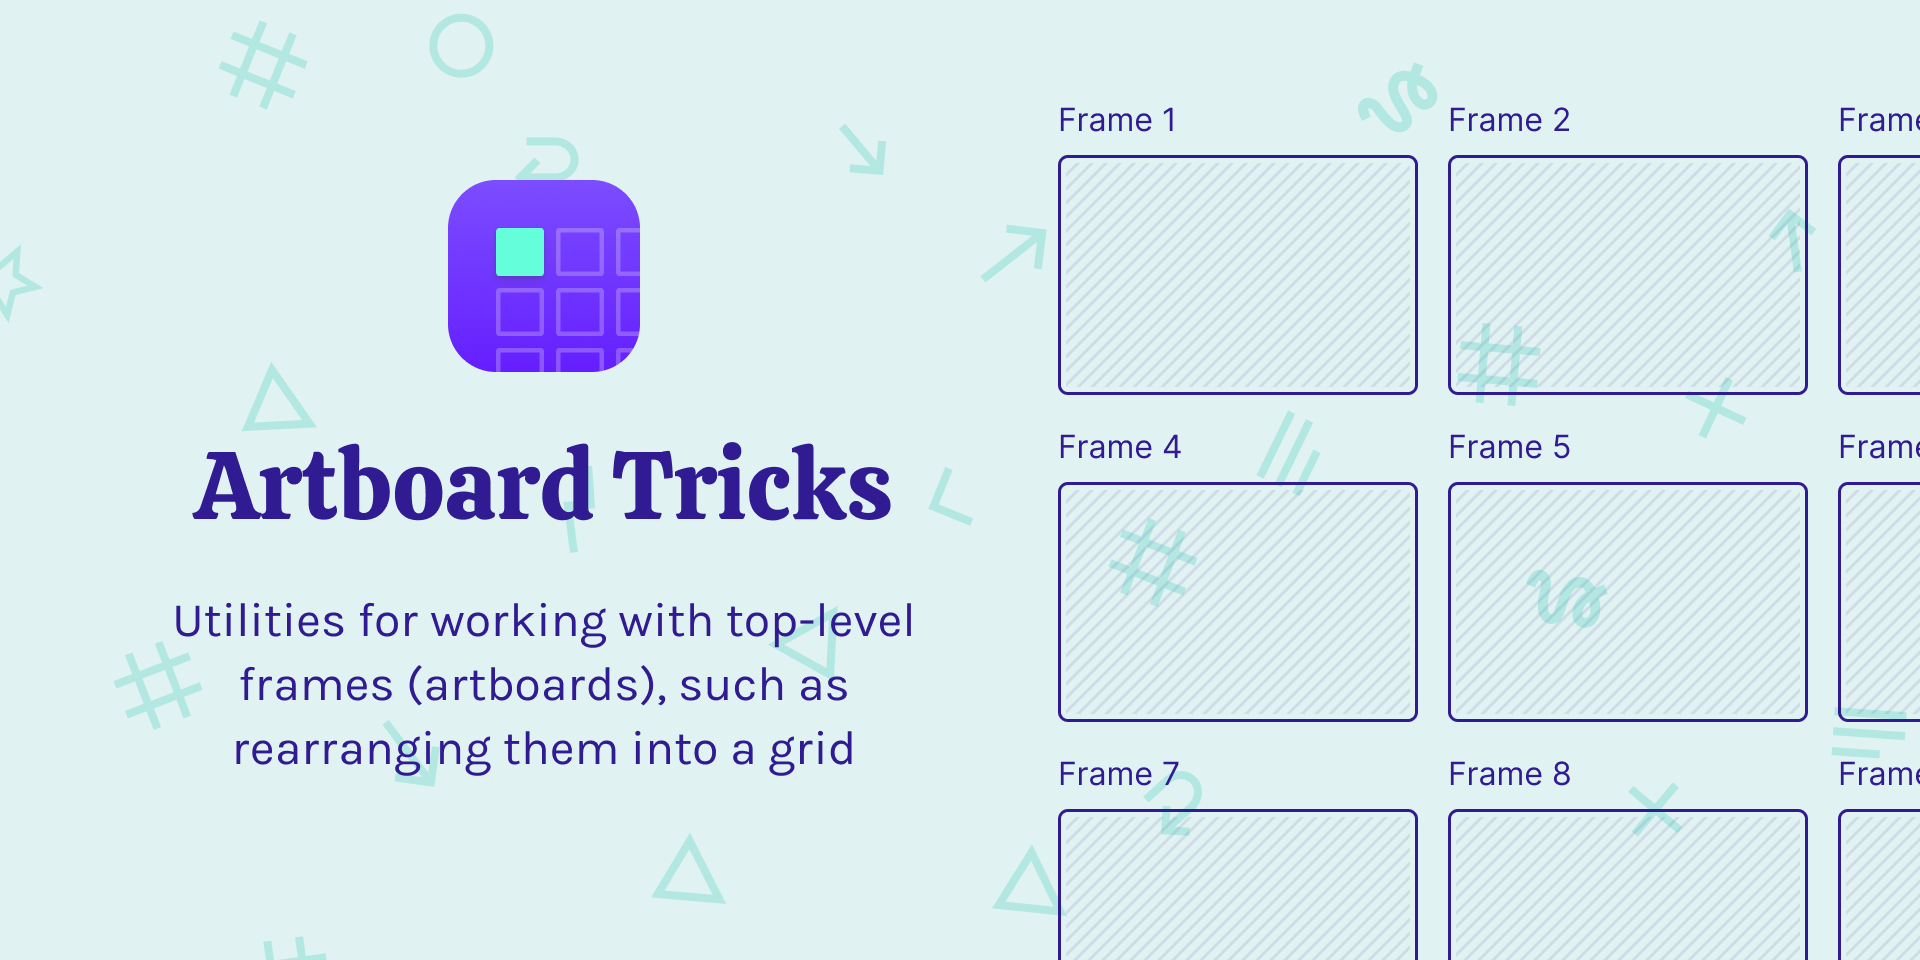 Artboard Tricks
Utilities for working with top-level
frames (artboards), such as
rearranging them into a grid
Frame 1
Frame 2
Frame
Frame 4
Frame 5
Frame
Frame 7
Frame 8
Frame